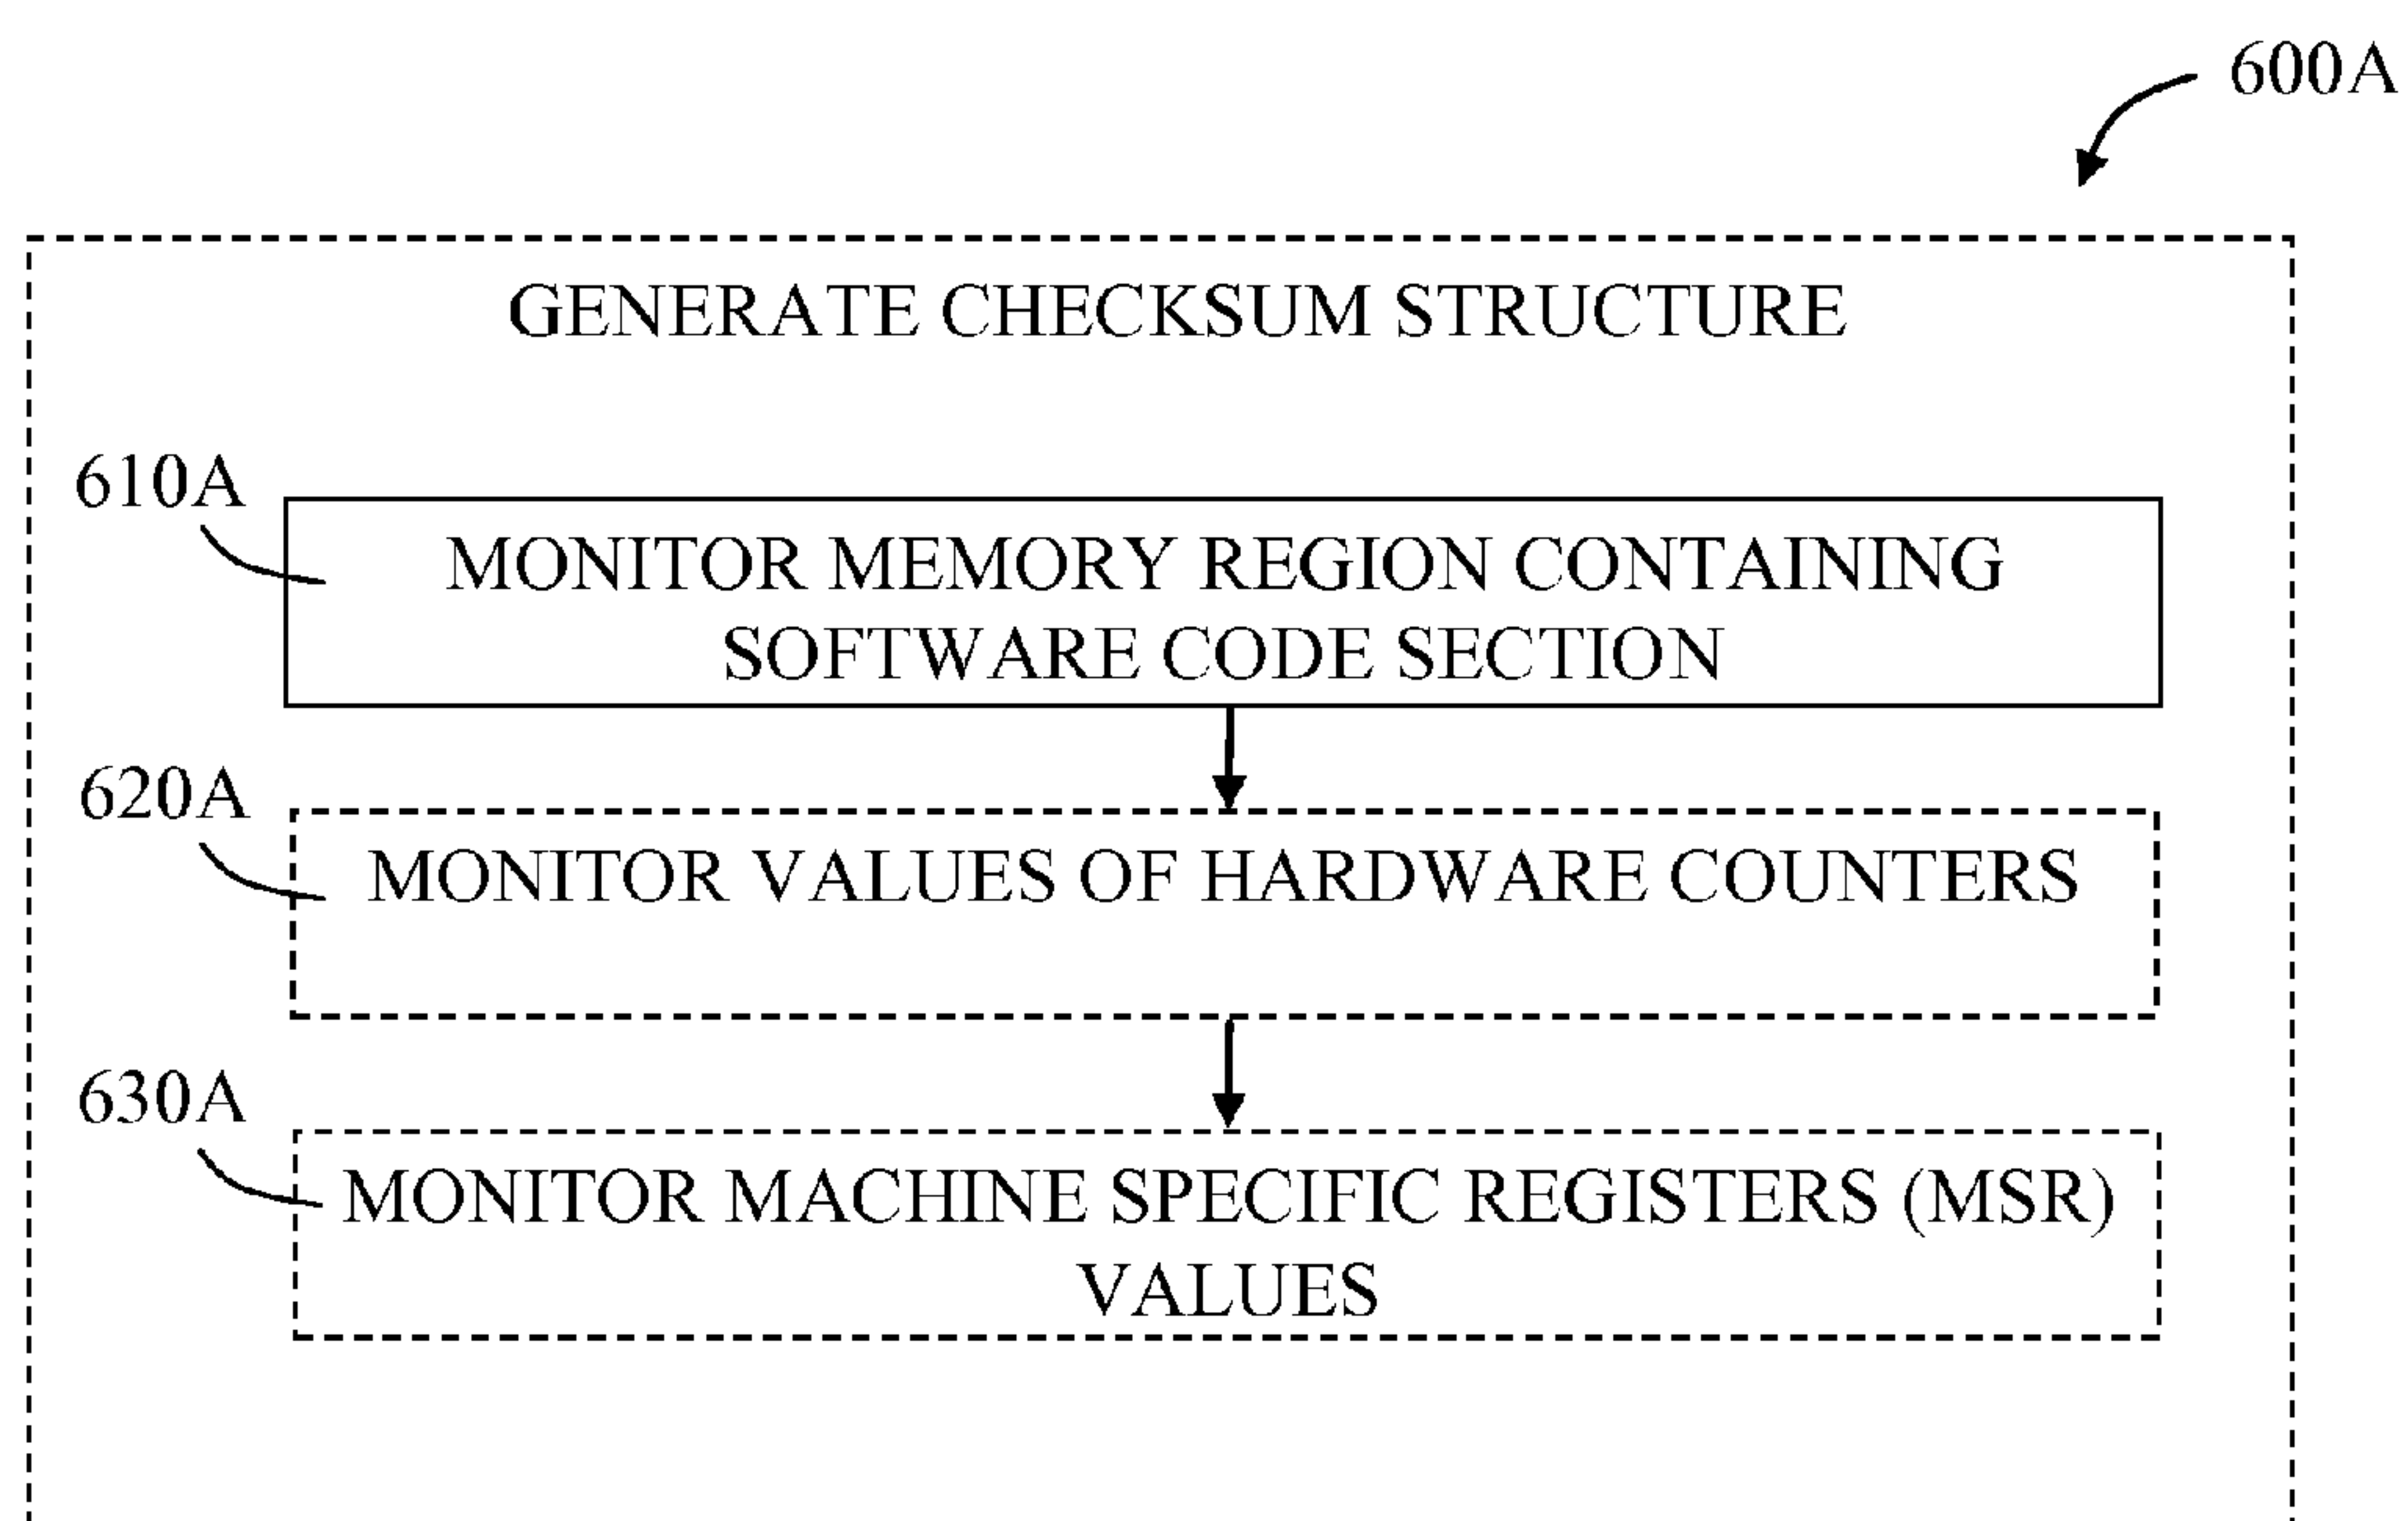 600A
GENERATE CHECKSUM STRUCTURE
610A
MONITOR MEMORY REGION CONTAINING
SOFTWARE CODE SECTION
620A
MONITOR VALUES OF HARDWARE COUNTERS
630A
MONITOR MACHINE SPECIFIC REGISTERS (MSR)
VALUES